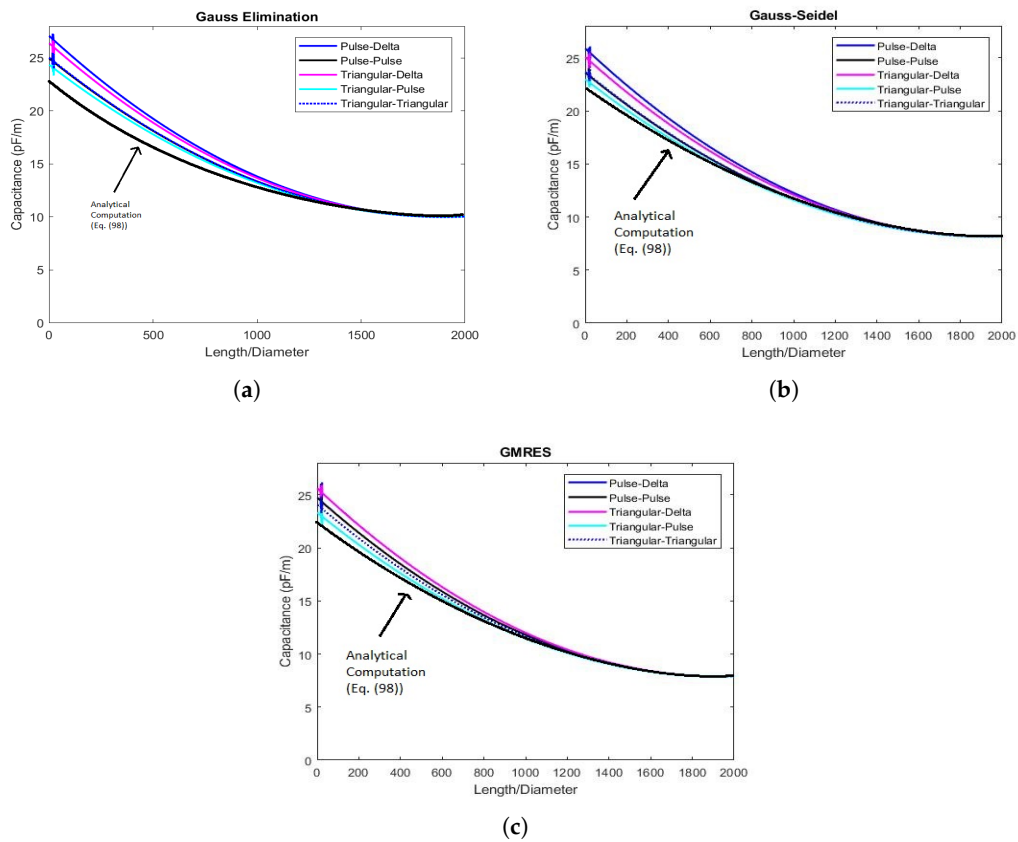 Gauss Elimination
25
20
15
10
5
0
Capacitance (pF/m)
0 500 1000 1500 2000
Length/Diameter
Pulse-Delta
Pulse-Pulse
Triangular-Delta
Triangular-Pulse
Triangular-Triangular
Analytical
Computation
(Eq. (98))
(a)
Gauss-Seidel
25
20
15
10
5
0
Capacitance (pF/m)
0 200 400 600 800 1000 1200 1400 1600 1800 2000
Length/Diameter
Pulse-Delta
Pulse-Pulse
Triangular-Delta
Triangular-Pulse
Triangular-Triangular
Analytical
Computation
(Eq. (98))
(b)
GMRES
25
20
15
10
5
0
Capacitance (pF/m)
0 200 400 600 800 1000 1200 1400 1600 1800 2000
Length/Diameter
Pulse-Delta
Pulse-Pulse
Triangular-Delta
Triangular-Pulse
Triangular-Triangular
Analytical
Computation
(Eq. (98))
(c)